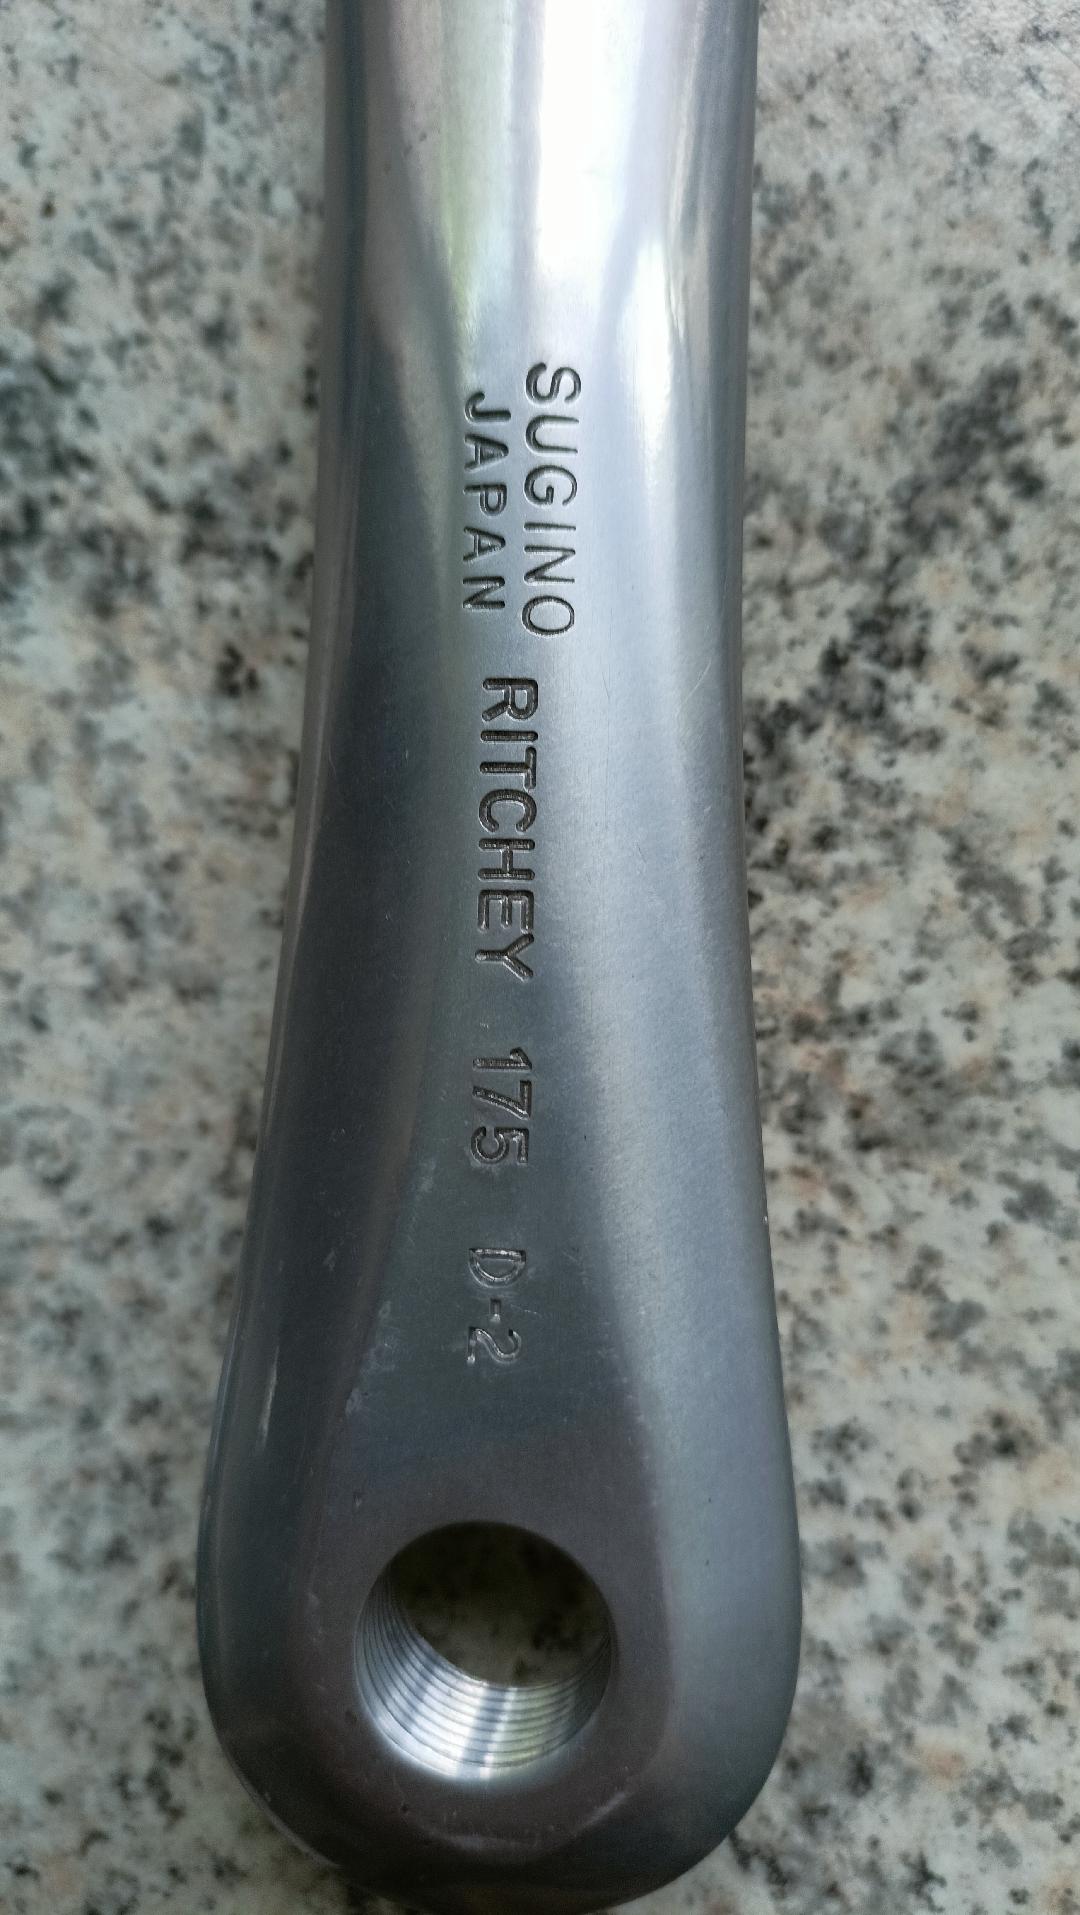 SUGINO
JAPAN
RITCHEY 175 D-2